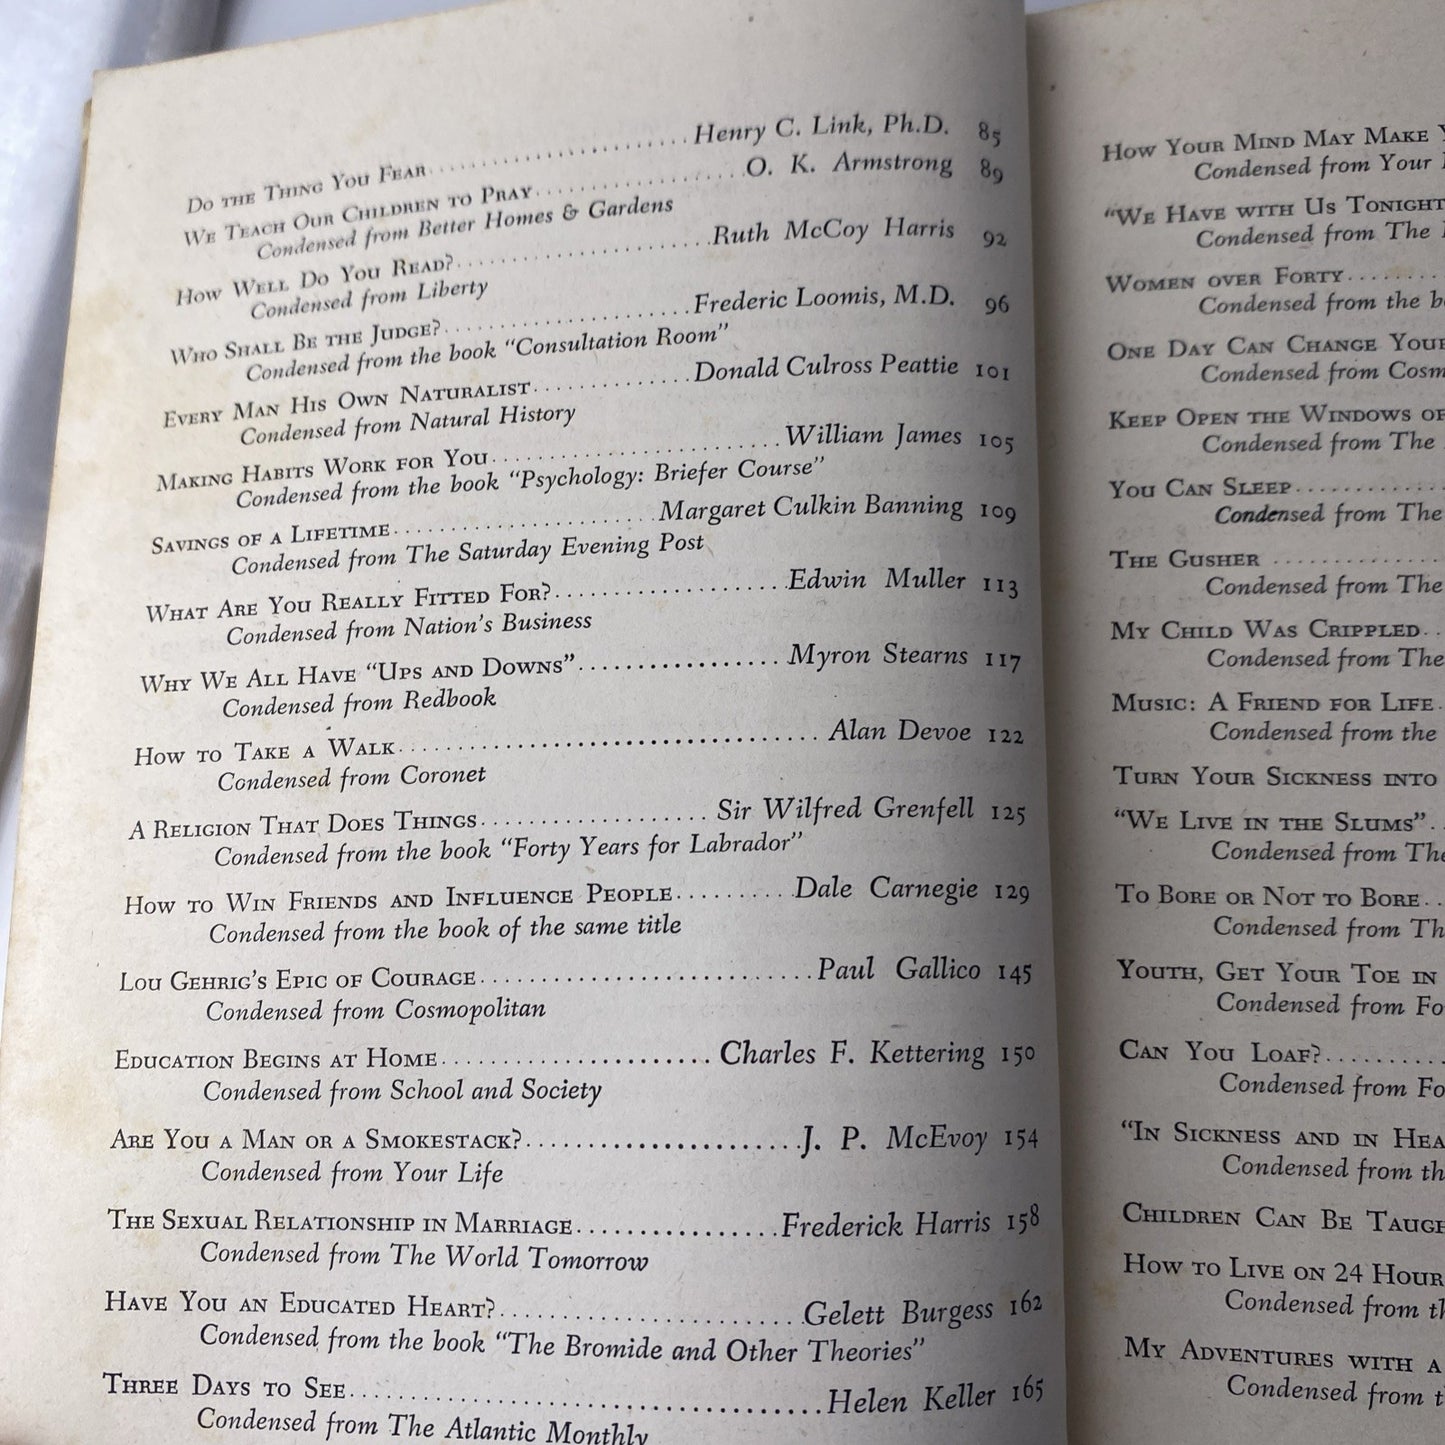 Do the Thing You Fear..............................Henry C. Link, Ph.D. 85
We Teach Our Children to Pray....................O. K. Armstrong 89
Condensed from Better Homes & Gardens
How Well Do You Read?.........................Ruth McCoy Harris 92
Condensed from Liberty
Who Shall Be the Judge?........................Frederic Loomis, M.D. 96
Condensed from the book "Consultation Room"
Every Man His Own Naturalist..............Donald Culross Peattie 101
Condensed from Natural History
Making Habits Work for You...........................William James 105
Condensed from the book "Psychology: Briefer Course"
Savings of a Lifetime........................Margaret Culkin Banning 109
Condensed from The Saturday Evening Post
What Are You Really Fitted For?......................Edwin Muller 113
Condensed from Nation's Business
Why We All Have "Ups and Downs"...................Myron Stearns 117
Condensed from Redbook
How to Take a Walk........................................Alan Devoe 122
Condensed from Coronet
A Religion That Does Things.....................Sir Wilfred Grenfell 125
Condensed from the book "Forty Years for Labrador"
How to Win Friends and Influence People..........Dale Carnegie 129
Condensed from the book of the same title
Lou Gehrig's Epic of Courage..............................Paul Gallico 145
Condensed from Cosmopolitan
Education Begins at Home........................Charles F. Kettering 150
Condensed from School and Society
Are You a Man or a Smokestack?........................J. P. McEvoy 154
Condensed from Your Life
The Sexual Relationship in Marriage..................Frederick Harris 158
Condensed from The World Tomorrow
Have You an Educated Heart?..........................Gelett Burgess 162
Condensed from the book "The Bromide and Other Theories"
Three Days to See........................................Helen Keller 165
Condensed from The Atlantic Monthly
How Your Mind May Make
Condensed from Your
"We Have with Us Tonight
Condensed from The
Women over Forty........
Condensed from the
One Day Can Change Your
Condensed from
Keep Open the Windows of
Condensed from The
You Can Sleep..............
Condensed from The
The Gusher ................
Condensed from The
My Child Was Crippled..
Condensed from The
Music: A Friend for Life.
Condensed from the
Turn Your Sickness into
"We Live in the Slums"..
Condensed from The
To Bore or Not to Bore..
Condensed from
Youth, Get Your Toe in
Condensed from
Can You Loaf?...........
Condensed from
"In Sickness and in
Condensed from
Children Can Be
How to Live on 24
Condensed from
My Adventures with a
Condensed from